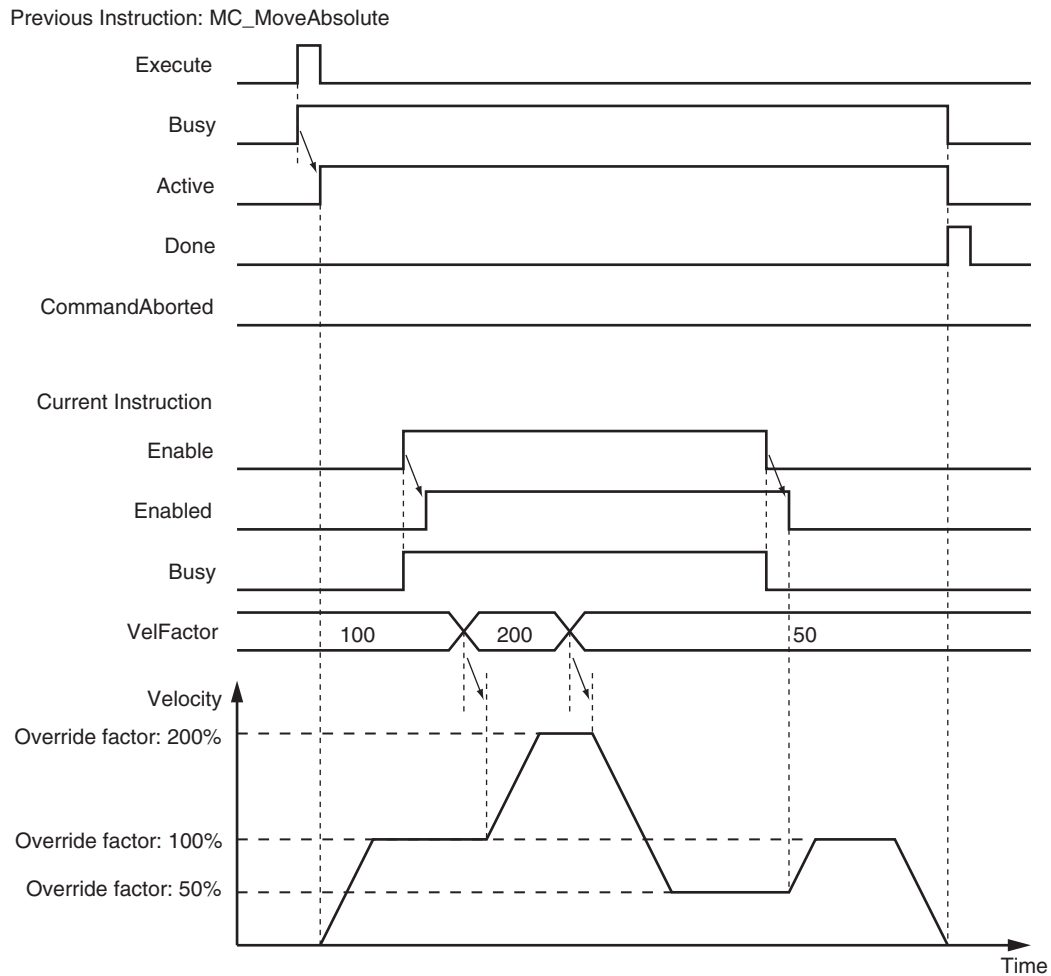 Previous Instruction: MC_MoveAbsolute
Execute
Busy
Active
Done
CommandAborted
Current Instruction
Enable
Enabled
Busy
VelFactor
100
200
50
Velocity
Override factor: 200%
Override factor: 100%
Override factor: 50%
Time